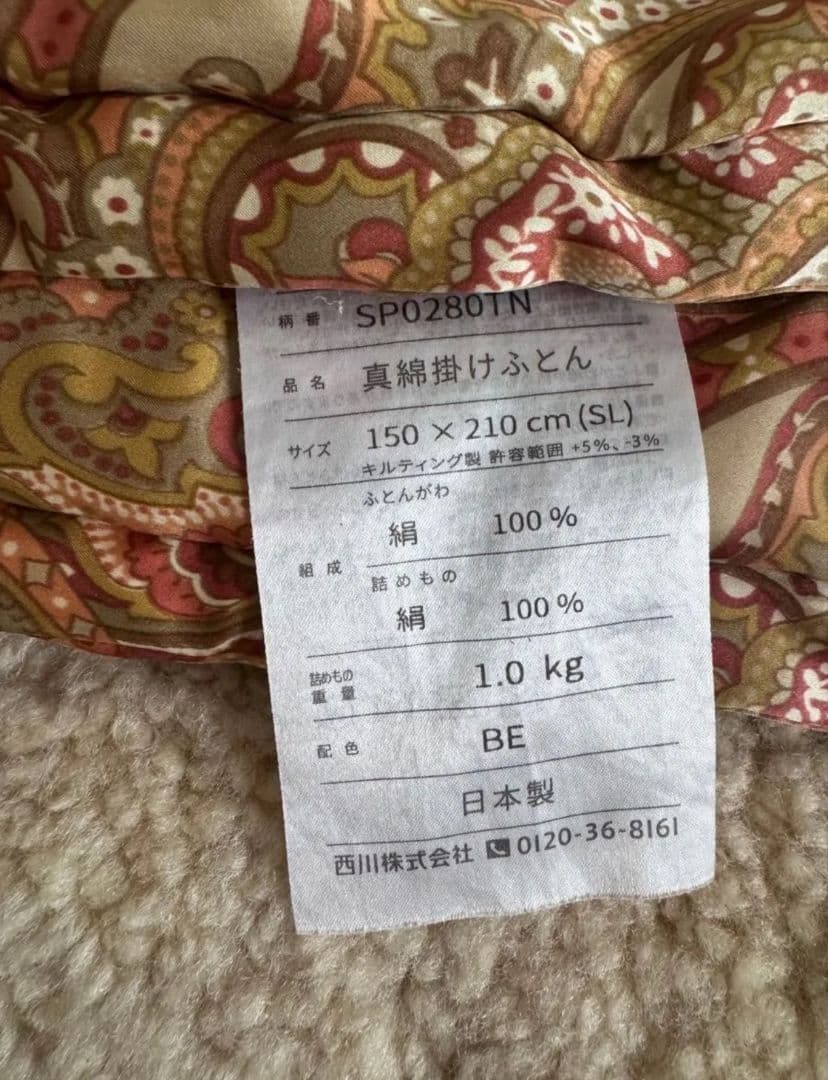 柄番 SP0280TN
品名 真綿掛けふとん
サイズ 150 × 210 cm (SL)
キルティング製 許容範囲 +5%、-3%
ふとんがわ
絹 100 %
組成
詰めもの
絹 100 %
詰めもの重量 1.0 kg
配色 BE
日本製
西川株式会社 0120-36-8161